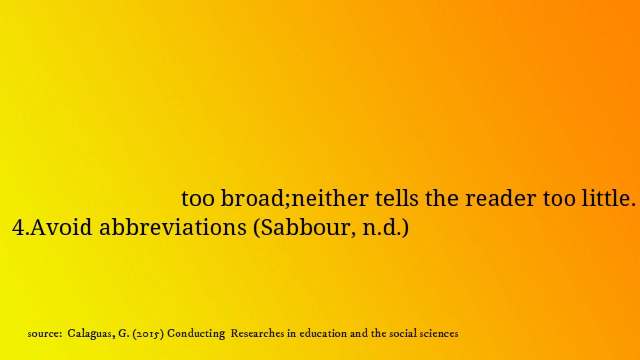 too broad;neither tells the reader too little.
4.Avoid abbreviations (Sabbour, n.d.)
source: Calaguas, G. (2015) Conducting Researches in education and the social sciences